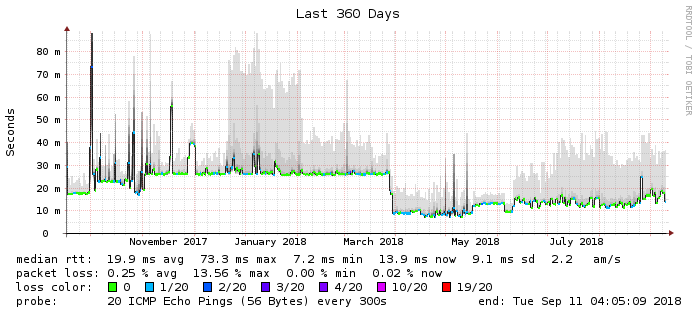 Last 360 Days
RRDTOOL / TOBI OETIKER
Seconds
80 m
70 m
60 m
50 m
40 m
30 m
20 m
10 m
0
November 2017 January 2018 March 2018 May 2018 July 2018
median rtt: 19.9 ms avg 73.3 ms max 7.2 ms min 13.9 ms now 9.1 ms sd 2.2 am/s
packet loss: 0.25 % avg 13.56 % max 0.00 % min 0.02 % now
loss color: 0 1/20 2/20 3/20 4/20 10/20 19/20
probe: 20 ICMP Echo Pings (56 Bytes) every 300s end: Tue Sep 11 04:05:09 2018